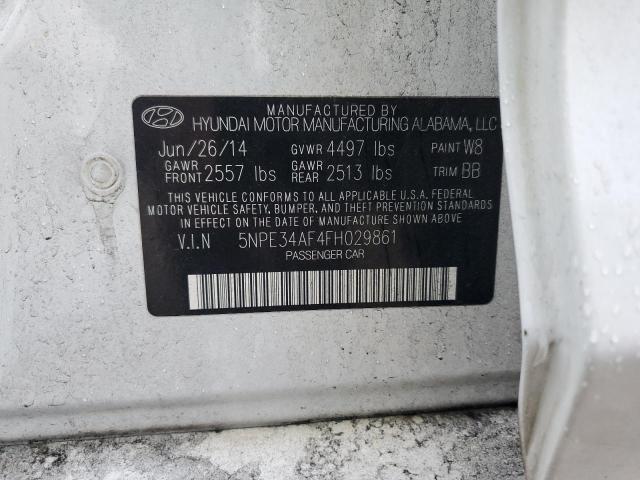 MANUFACTURED BY
HYUNDAI MOTOR MANUFACTURING ALABAMA, LLC
Jun/26/14 GVWR 4497 lbs PAINT W8
GAWR FRONT 2557 lbs GAWR REAR 2513 lbs TRIM BB
THIS VEHICLE CONFORMS TO ALL APPLICABLE U.S.A. FEDERAL
MOTOR VEHICLE SAFETY, BUMPER, AND THEFT PREVENTION STANDARDS
IN EFFECT ON THE DATE OF MANUFACTURE SHOWN ABOVE
V.I.N 5NPE34AF4FH029861
PASSENGER CAR